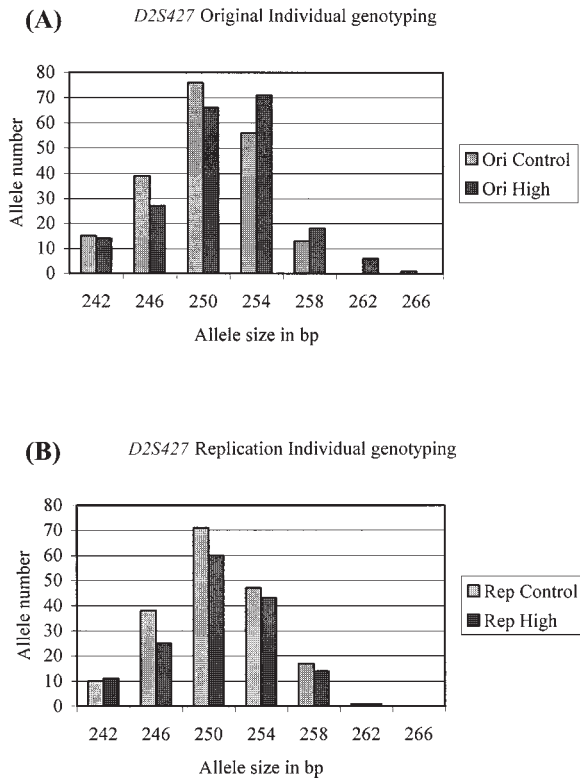 (A)
D2S427 Original Individual genotyping
Allele number
80
70
60
50
40
30
20
10
0
242 246 250 254 258 262 266
Allele size in bp
Ori Control
Ori High
(B)
D2S427 Replication Individual genotyping
Allele number
80
70
60
50
40
30
20
10
0
242 246 250 254 258 262 266
Allele size in bp
Rep Control
Rep High